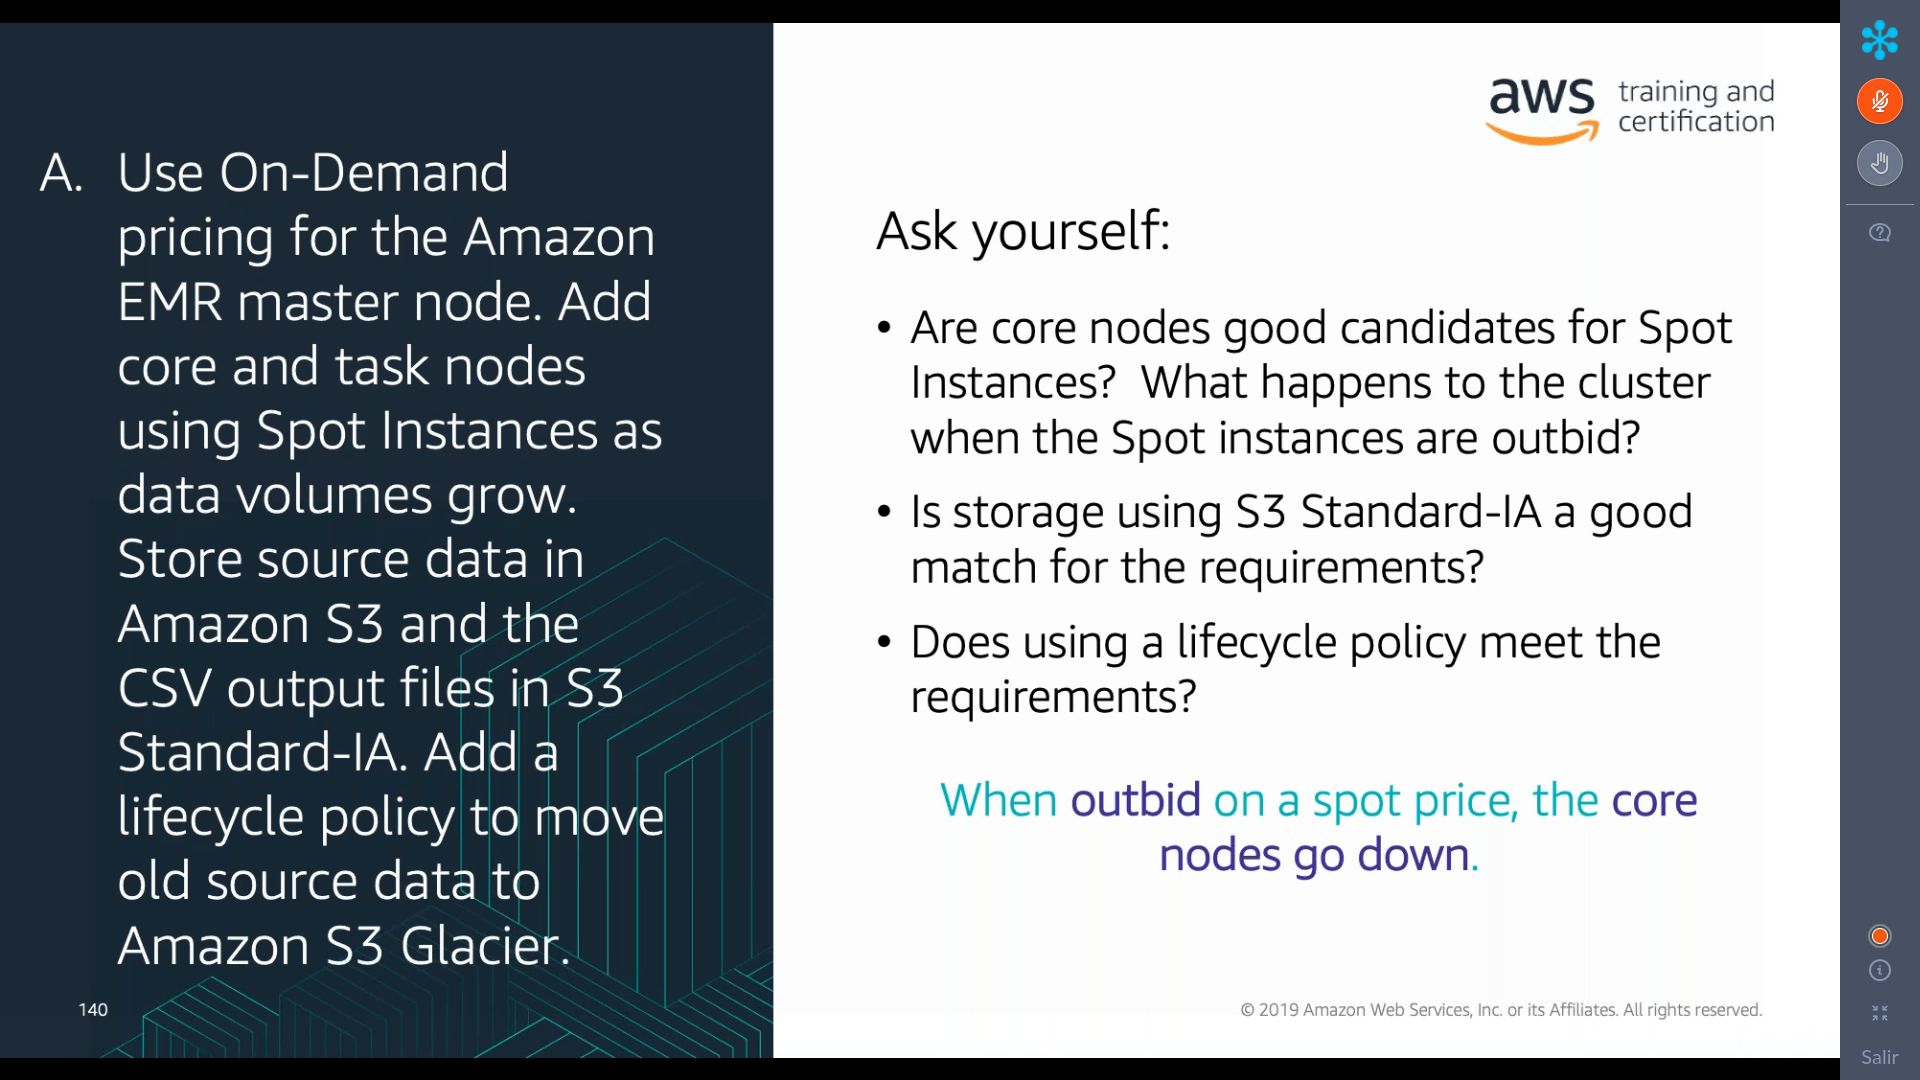 A. Use On-Demand
pricing for the Amazon
EMR master node. Add
core and task nodes
using Spot Instances as
data volumes grow.
Store source data in
Amazon S3 and the
CSV output files in S3
Standard-IA. Add a
lifecycle policy to move
old source data to
Amazon S3 Glacier.
140
aws training and
certification
Ask yourself:
• Are core nodes good candidates for Spot
Instances? What happens to the cluster
when the Spot instances are outbid?
• Is storage using S3 Standard-IA a good
match for the requirements?
• Does using a lifecycle policy meet the
requirements?
When outbid on a spot price, the core
nodes go down.
© 2019 Amazon Web Services, Inc. or its Affiliates. All rights reserved.
Salir